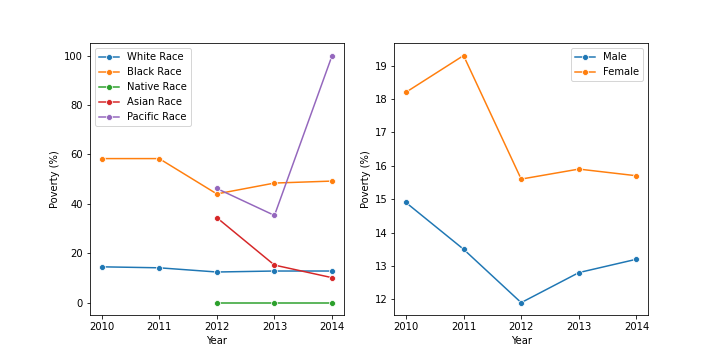 100
80
60
40
20
0
Poverty (%)
White Race
Black Race
Native Race
Asian Race
Pacific Race
2010 2011 2012 2013 2014
Year
19
18
17
16
15
14
13
12
Poverty (%)
Male
Female
2010 2011 2012 2013 2014
Year